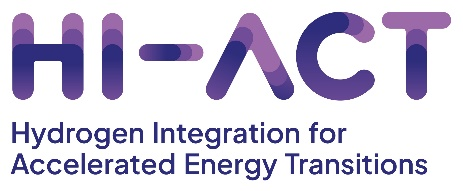 HI-ACT
Hydrogen Integration for
Accelerated Energy Transitions